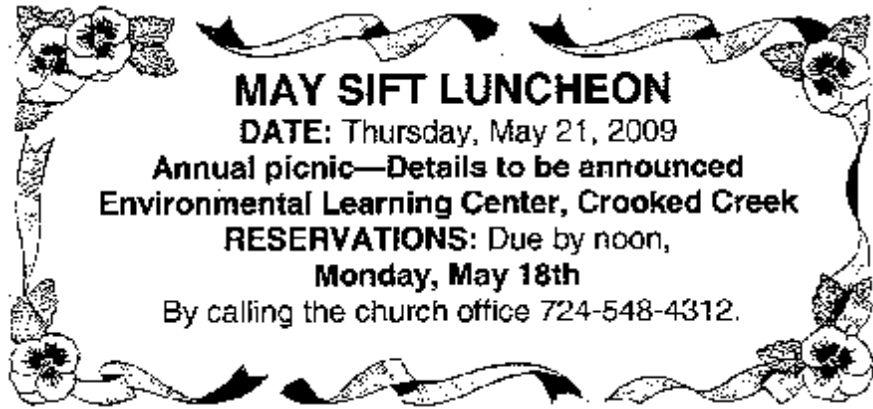 MAY SIFT LUNCHEON
DATE: Thursday, May 21, 2009
Annual picnic—Details to be announced
Environmental Learning Center, Crooked Creek
RESERVATIONS: Due by noon,
Monday, May 18th
By calling the church office 724-548-4312.